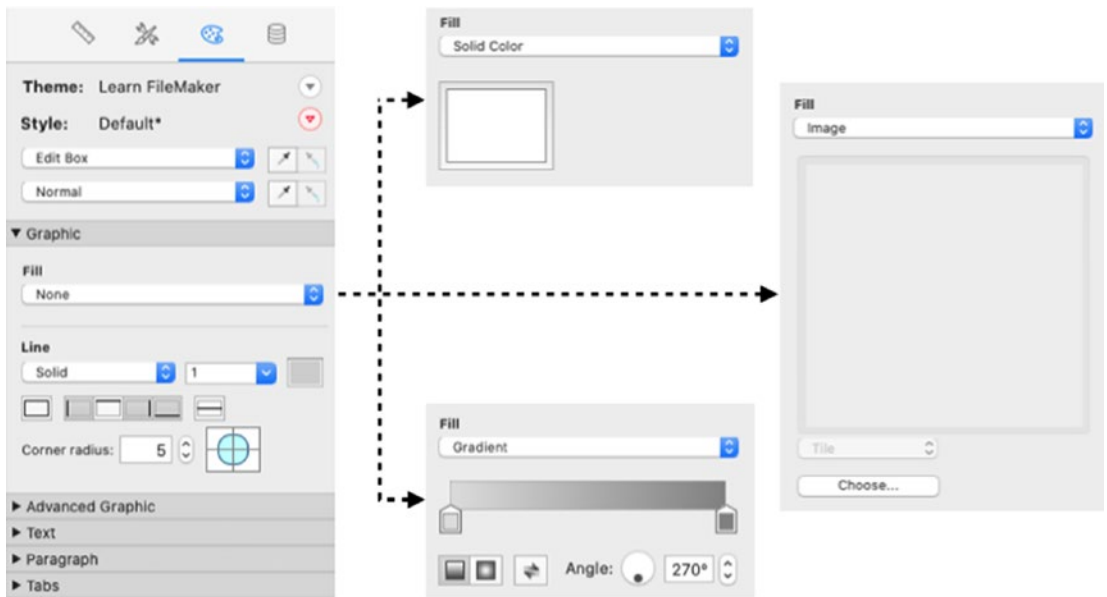 Theme: Learn FileMaker
Style: Default*
Edit Box
Normal
Graphic
Fill
None
Line
Solid 1
Corner radius: 5
Advanced Graphic
Text
Paragraph
Tabs
Fill
Solid Color
Fill
Gradient
Angle: 270°
Fill
Image
Tile
Choose...